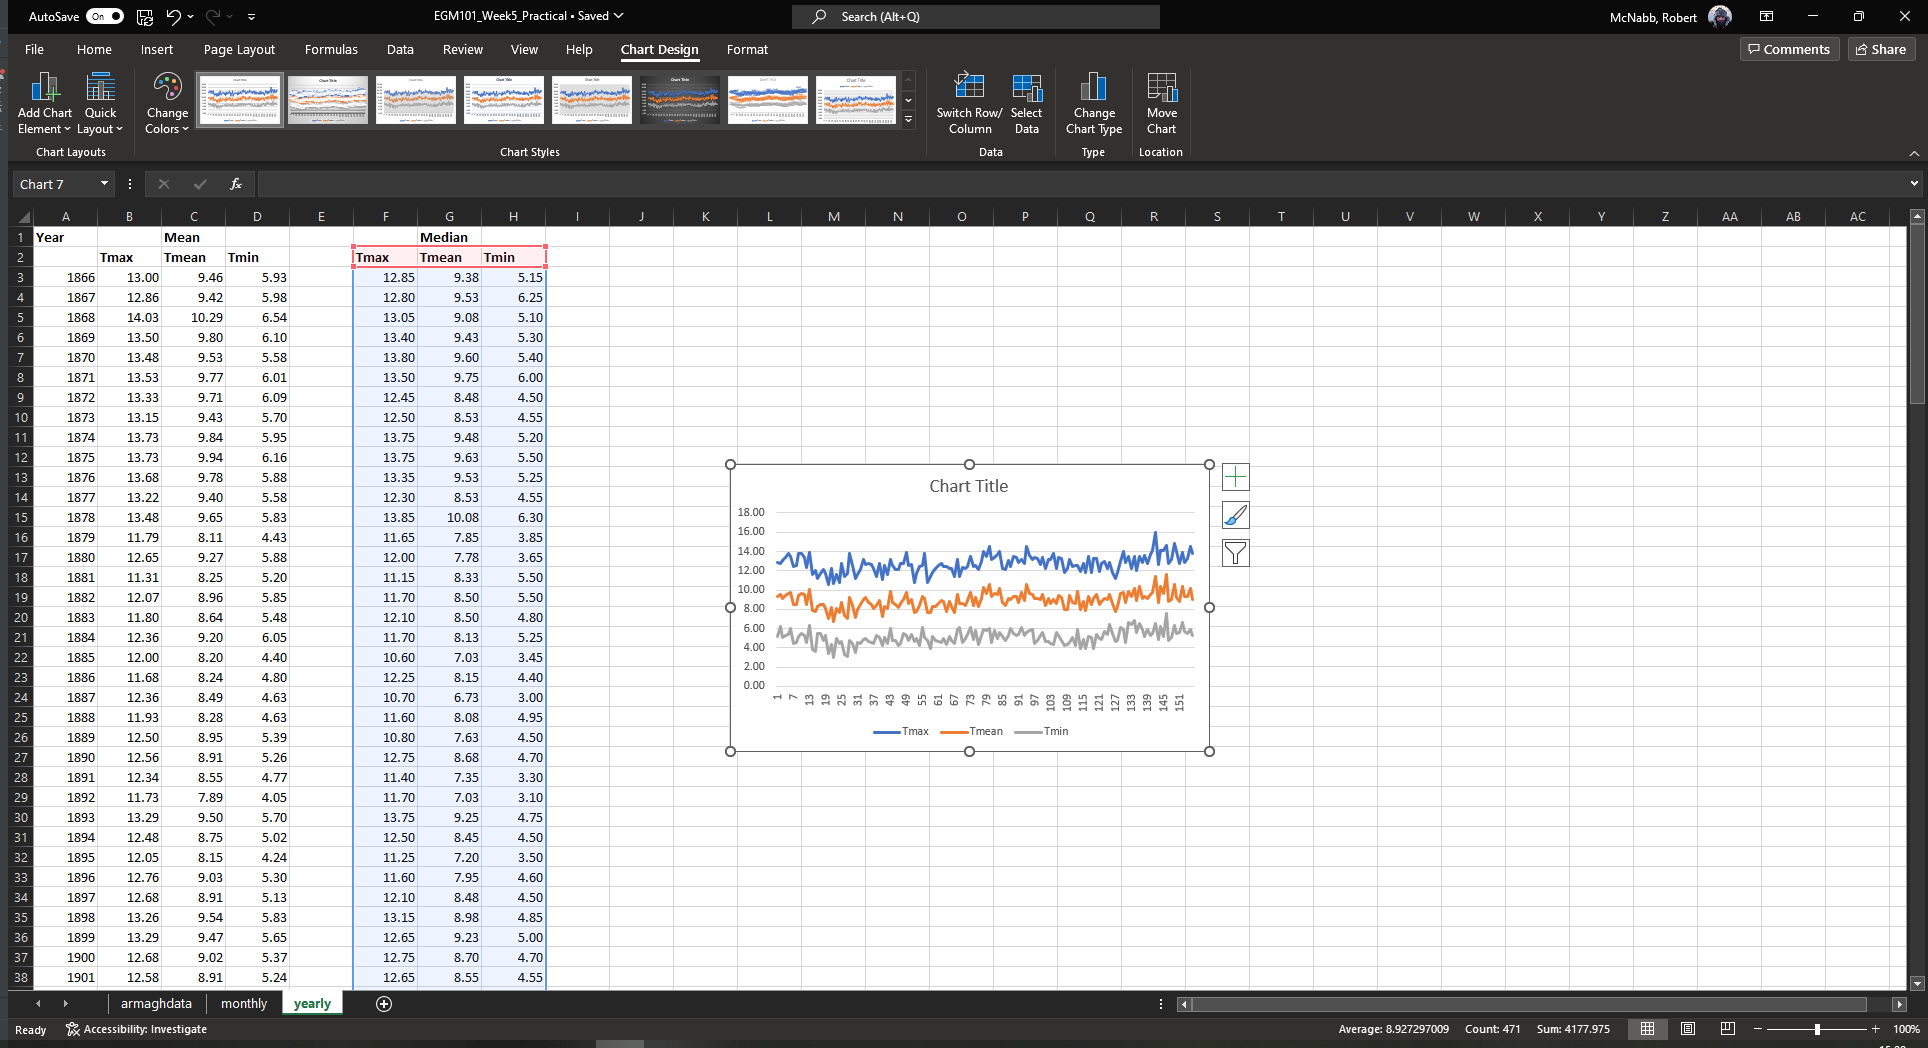 AutoSave On EGM101_Week5_Practical • Saved Search (Alt+Q) McNabb, Robert
File Home Insert Page Layout Formulas Data Review View Help Chart Design Format Comments Share
Add Chart Element Quick Layout Change Colors Switch Row/ Column Select Data Change Chart Type Move Chart
Chart Layouts Chart Styles Data Type Location
Chart 7 fx
A B C D E F G H I J K L M N O P Q R S T U V W X Y Z AA AB AC
1 Year Mean Median
2 Tmax Tmean Tmin Tmax Tmean Tmin
3 1866 13.00 9.46 5.93 12.85 9.38 5.15
4 1867 12.86 9.42 5.98 12.80 9.53 6.25
5 1868 14.03 10.29 6.54 13.05 9.08 5.10
6 1869 13.50 9.80 6.10 13.40 9.43 5.30
7 1870 13.48 9.53 5.58 13.80 9.60 5.40
8 1871 13.53 9.77 6.01 13.50 9.75 6.00
9 1872 13.33 9.71 6.09 12.45 8.48 4.50
10 1873 13.15 9.43 5.70 12.50 8.53 4.55
11 1874 13.73 9.84 5.95 13.75 9.48 5.20
12 1875 13.73 9.94 6.16 13.75 9.63 5.50
13 1876 13.68 9.78 5.88 13.35 9.53 5.25
14 1877 13.22 9.40 5.58 12.30 8.53 4.55
15 1878 13.48 9.65 5.83 13.85 10.08 6.30
16 1879 11.79 8.11 4.43 11.65 7.85 3.85
17 1880 12.65 9.27 5.88 12.00 7.78 3.65
18 1881 11.31 8.25 5.20 11.15 8.33 5.50
19 1882 12.07 8.96 5.85 11.70 8.50 5.50
20 1883 11.80 8.64 5.48 12.10 8.50 4.80
21 1884 12.36 9.20 6.05 11.70 8.13 5.25
22 1885 12.00 8.20 4.40 10.60 7.03 3.45
23 1886 11.68 8.24 4.80 12.25 8.15 4.40
24 1887 12.36 8.49 4.63 10.70 6.73 3.00
25 1888 11.93 8.28 4.63 11.60 8.08 4.95
26 1889 12.50 8.95 5.39 10.80 7.63 4.50
27 1890 12.56 8.91 5.26 12.75 8.68 4.70
28 1891 12.34 8.55 4.77 11.40 7.35 3.30
29 1892 11.73 7.89 4.05 11.70 7.03 3.10
30 1893 13.29 9.50 5.70 13.75 9.25 4.75
31 1894 12.48 8.75 5.02 12.50 8.45 4.50
32 1895 12.05 8.15 4.24 11.25 7.20 3.50
33 1896 12.76 9.03 5.30 11.60 7.95 4.60
34 1897 12.68 8.91 5.13 12.10 8.48 4.50
35 1898 13.26 9.54 5.83 13.15 8.98 4.85
36 1899 13.29 9.47 5.65 12.65 9.23 5.00
37 1900 12.68 9.02 5.37 12.75 8.70 4.70
38 1901 12.58 8.91 5.24 12.65 8.55 4.55
Chart Title
18.00
16.00
14.00
12.00
10.00
8.00
6.00
4.00
2.00
0.00
1 7 13 19 25 31 37 43 49 55 61 67 73 79 85 91 97 103 109 115 121 127 133 139 145 151
Tmax Tmean Tmin
armaghdata monthly yearly
Ready Accessibility: Investigate Average: 8.927297009 Count: 471 Sum: 4177.975 100%